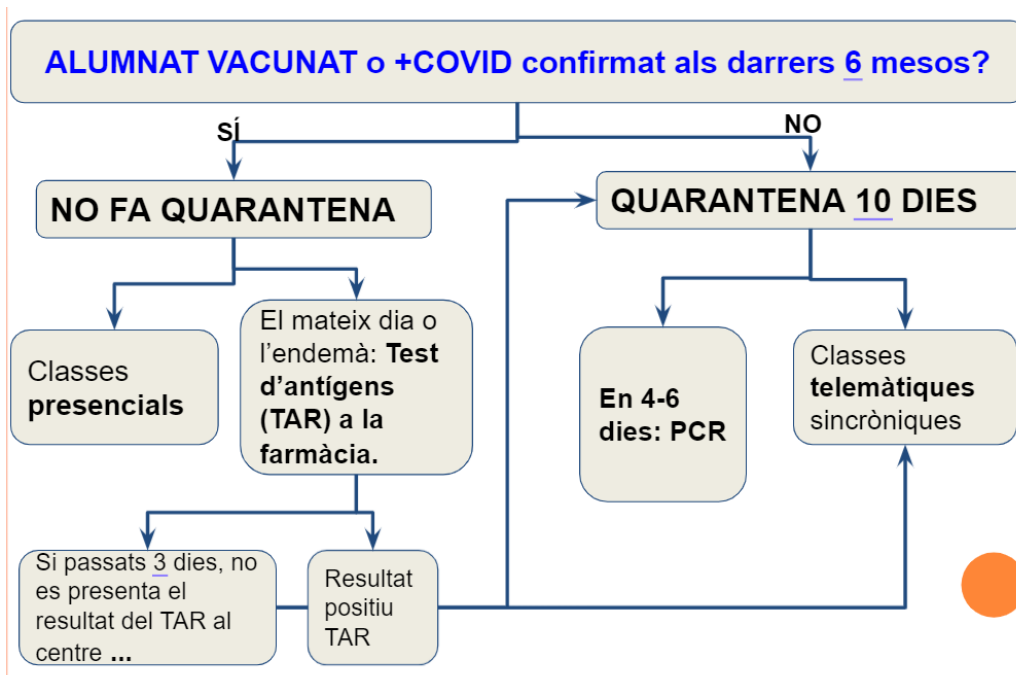 ALUMNAT VACUNAT o +COVID confirmat als darrers 6 mesos?
SÍ
NO
NO FA QUARANTENA
QUARANTENA 10 DIES
Classes
presencials
El mateix dia o
l’endemà: Test
d’antígens
(TAR) a la
farmàcia.
En 4-6
dies: PCR
Classes
telemàtiques
sincròniques
Si passats 3 dies, no
es presenta el
resultat del TAR al
centre ...
Resultat
positiu
TAR